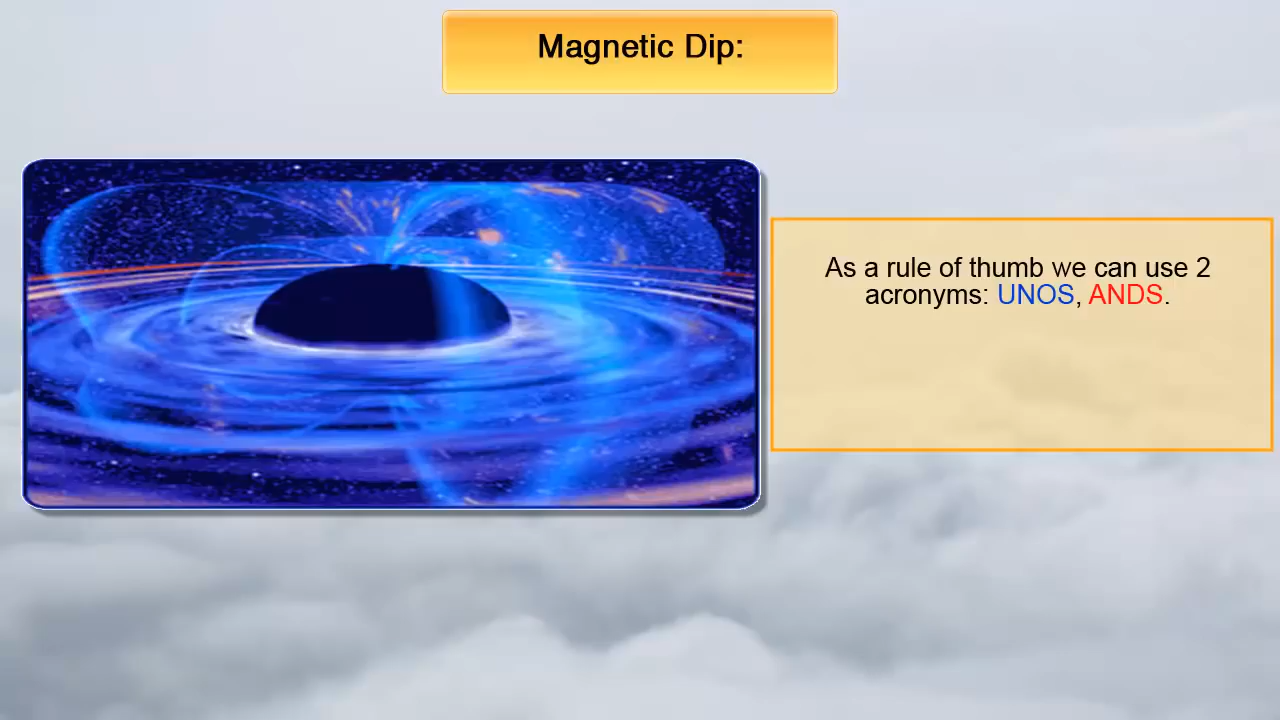 Magnetic Dip:
As a rule of thumb we can use 2
acronyms: UNOS, ANDS.